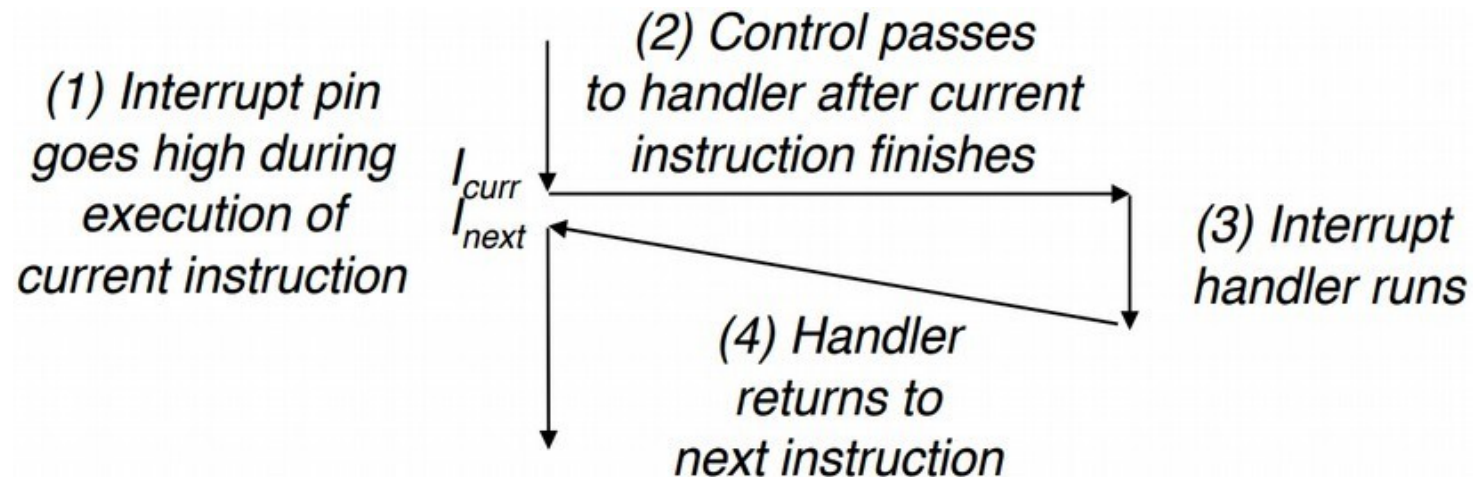 (1) Interrupt pin
goes high during
execution of
current instruction
(2) Control passes
to handler after current
instruction finishes
I_curr
I_next
(3) Interrupt
handler runs
(4) Handler
returns to
next instruction